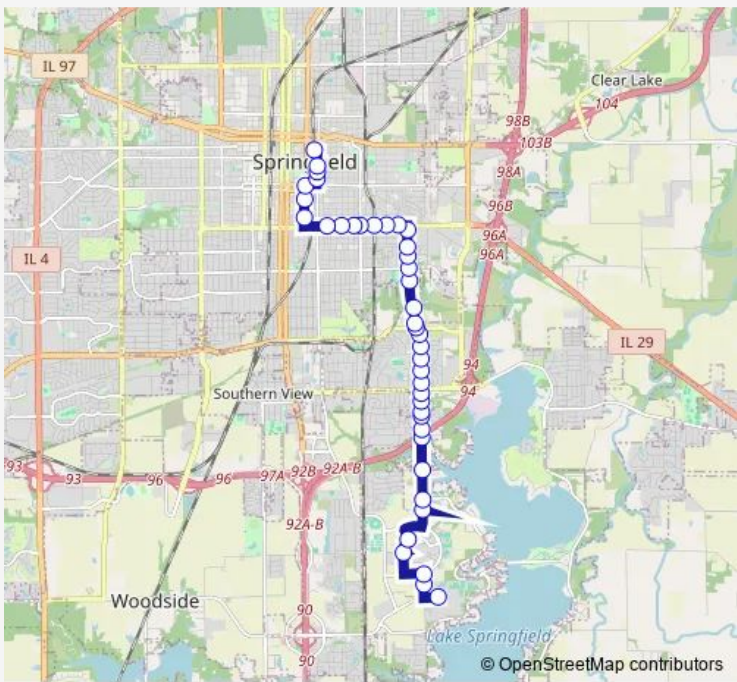 IL 97
Clear Lake
104
98B
103B
Springfield
98A
96B
96A
96A
IL 4
IL 29
94
94
Southern View
93
93
96
96
97A
92B
92A-B
92A-B
Woodside
90
90
Lake Springfield
© OpenStreetMap contributors